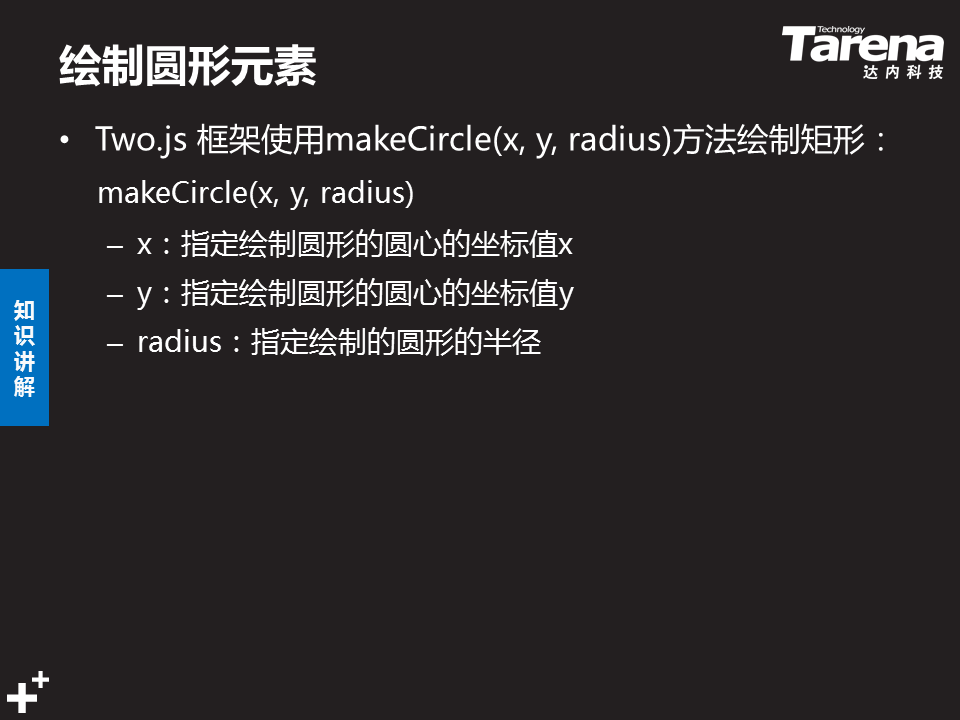 绘制圆形元素
Technology
Tarena
达内科技
• Two.js 框架使用makeCircle(x, y, radius)方法绘制矩形：
makeCircle(x, y, radius)
– x：指定绘制圆形的圆心的坐标值x
– y：指定绘制圆形的圆心的坐标值y
– radius：指定绘制的圆形的半径
知识讲解